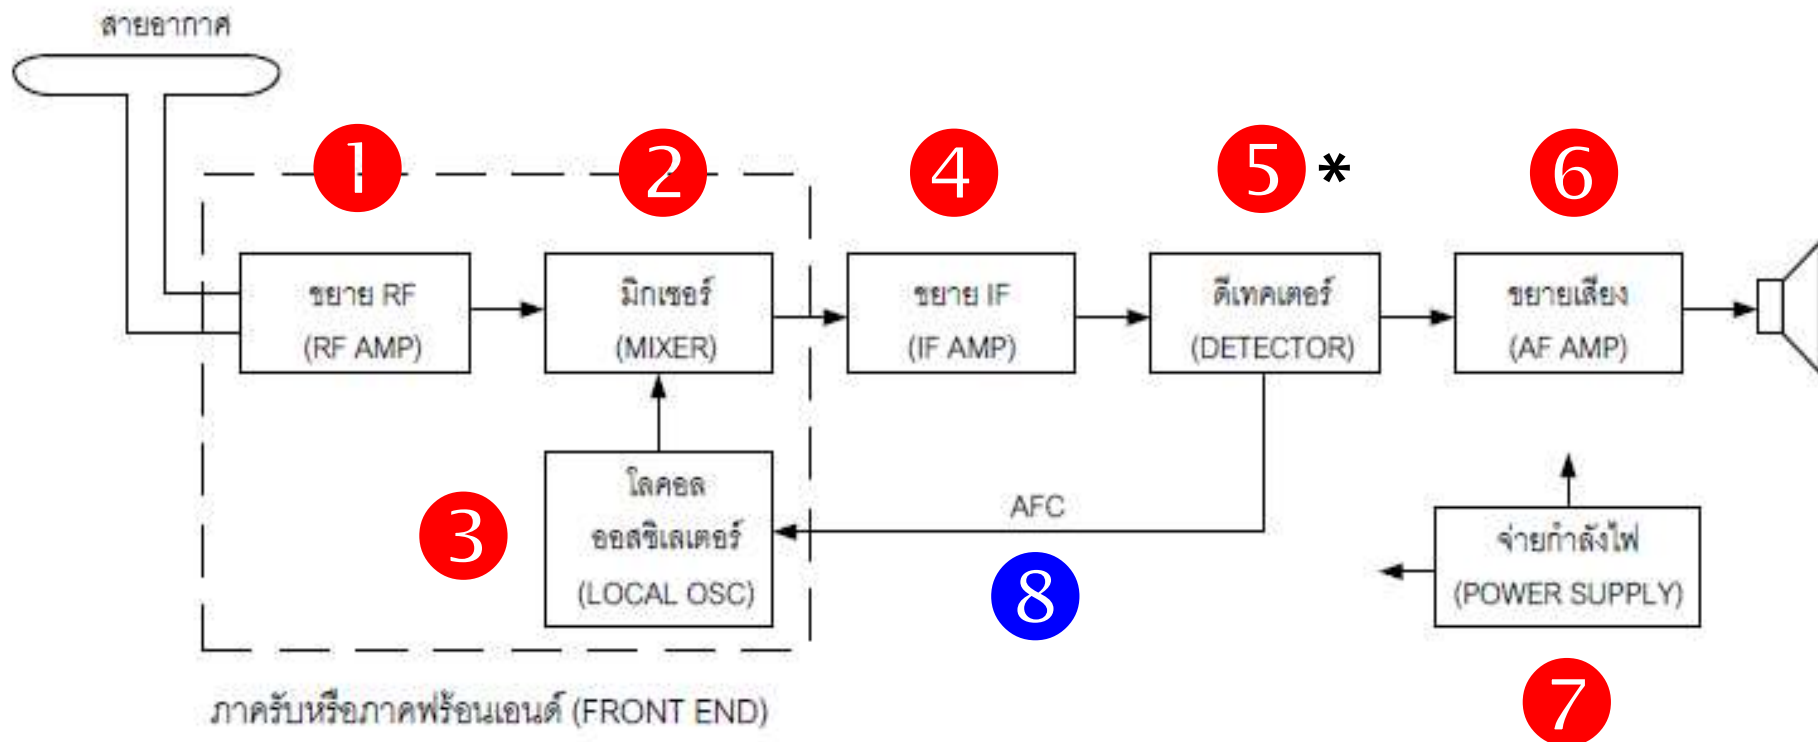 สายอากาศ
1
2
4
5 *
6
ขยาย RF
(RF AMP)
มิกเซอร์
(MIXER)
ขยาย IF
(IF AMP)
ดีเทคเตอร์
(DETECTOR)
ขยายเสียง
(AF AMP)
3
โลคอล
ออสซิเลเตอร์
(LOCAL OSC)
AFC
8
จ่ายกำลังไฟ
(POWER SUPPLY)
7
ภาครับหรือภาคฟร้อนเอนด์ (FRONT END)